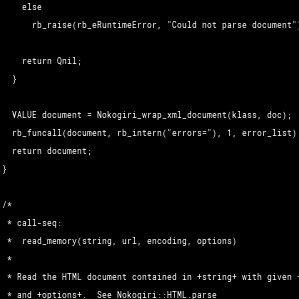 else
rb_raise(rb_eRuntimeError, "Could not parse document"
return Qnil;
}
VALUE document = Nokogiri_wrap_xml_document(klass, doc);
rb_funcall(document, rb_intern("errors="), 1, error_list)
return document;
}
/*
* call-seq:
*  read_memory(string, url, encoding, options)
*
* Read the HTML document contained in +string+ with given
* and +options+.  See Nokogiri::HTML.parse